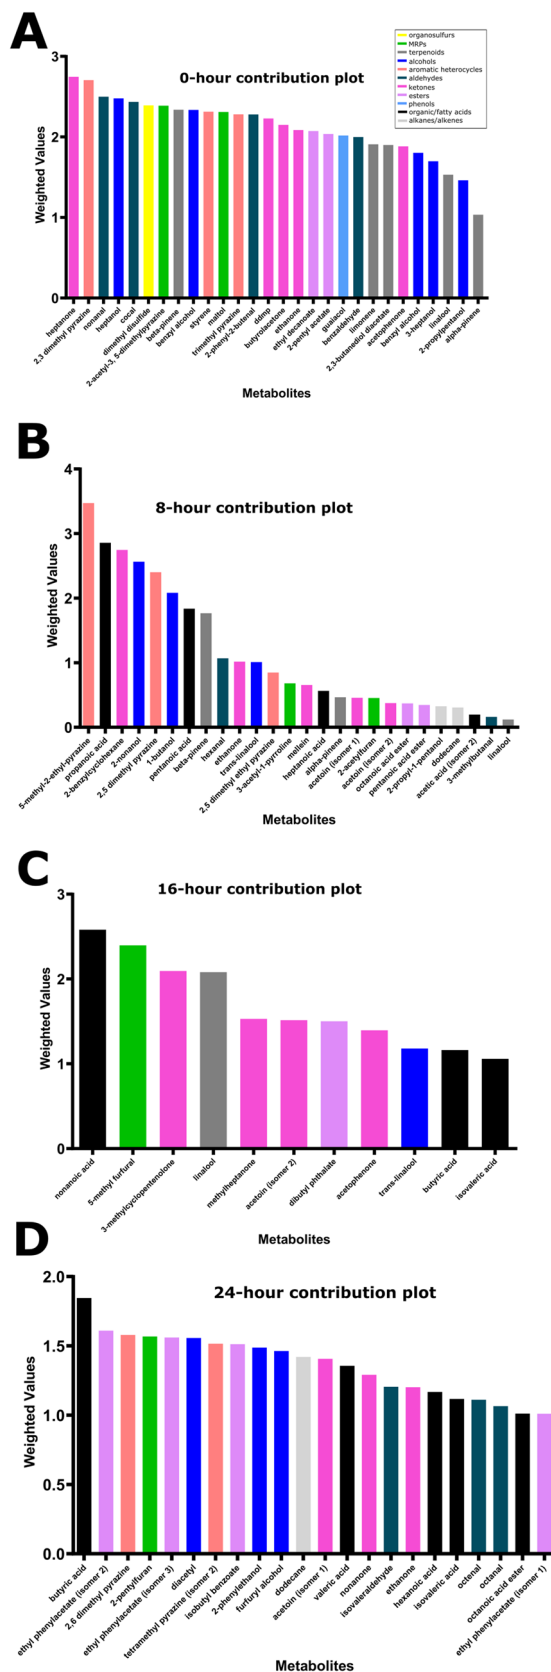 A
0-hour contribution plot
organosulfurs
MRPs
terpenoids
alcohols
aromatic heterocycles
aldehydes
ketones
esters
phenols
organic/fatty acids
alkanes/alkenes
3
2
1
0
Weighted Values
heptanone
2,3 dimethyl pyrazine
nonanal
heptanol
cocal
dimethyl disulfide
2-acetyl-3, 5-dimethylpyrazine
beta-pinene
benzyl alcohol
styrene
maltol
trimethyl pyrazine
2-phenyl-2-butenal
ddmp
butyrolacetone
ethanone
ethyl decanoate
2-pentyl acetate
guaiacol
benzaldehyde
limonene
2,3-butanediol diacetate
acetophenone
benzyl alcohol
3-heptanol
linalool
2-propylpentanol
alpha-pinene
Metabolites
B
8-hour contribution plot
4
3
2
1
0
Weighted Values
5-methyl-2-ethyl-pyrazine
propanoic acid
2-benzylcyclohexane
2-nonanol
2,5 dimethyl pyrazine
1-butanol
pentanoic acid
beta-pinene
hexanal
ethanone
trans-linalool
2,5 dimethyl ethyl pyrazine
3-acetyl-1-pyrroline
mellein
heptanoic acid
alpha-pinene
acetoin (isomer 1)
2-acetylfuran
acetoin (isomer 2)
octanoic acid ester
pentanoic acid ester
2-propyl-1-pentanol
dodecane
acetic acid (isomer 2)
3-methylbutanal
linalool
Metabolites
C
16-hour contribution plot
3
2
1
0
Weighted Values
nonanoic acid
5-methyl furfural
3-methylcyclopentenolone
linalool
methylheptanone
acetoin (isomer 2)
dibutyl phthalate
acetophenone
trans-linalool
butyric acid
isovaleric acid
Metabolites
D
24-hour contribution plot
2.0
1.5
1.0
0.5
0.0
Weighted Values
butyric acid
ethyl phenylacetate (isomer 2)
2,6 dimethyl pyrazine
2-pentylfuran
ethyl phenylacetate (isomer 3)
diacetyl
tetramethyl pyrazine (isomer 2)
isobutyl benzoate
2-phenylethanol
furfuryl alcohol
dodecane
acetoin (isomer 1)
valeric acid
nonanone
isovaleraldehyde
ethanone
hexanoic acid
isovaleric acid
octenal
octanal
octanoic acid ester
ethyl phenylacetate (isomer 1)
Metabolites